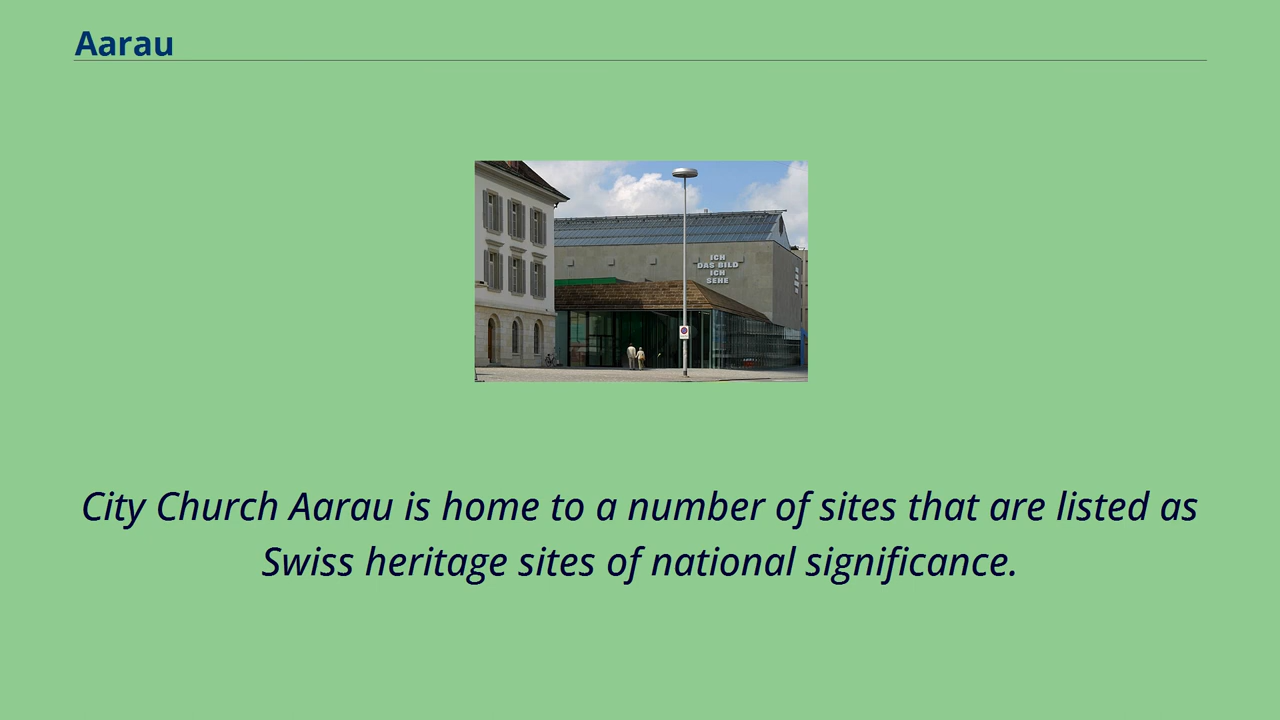 Aarau
ICH
DAS BILD
ICH
SEHE
City Church Aarau is home to a number of sites that are listed as
Swiss heritage sites of national significance.